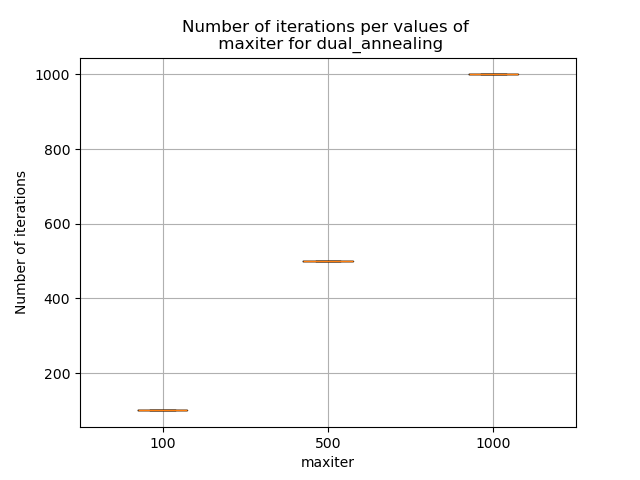 Number of iterations per values of
maxiter for dual_annealing
1000
800
600
400
200
Number of iterations
100 500 1000
maxiter